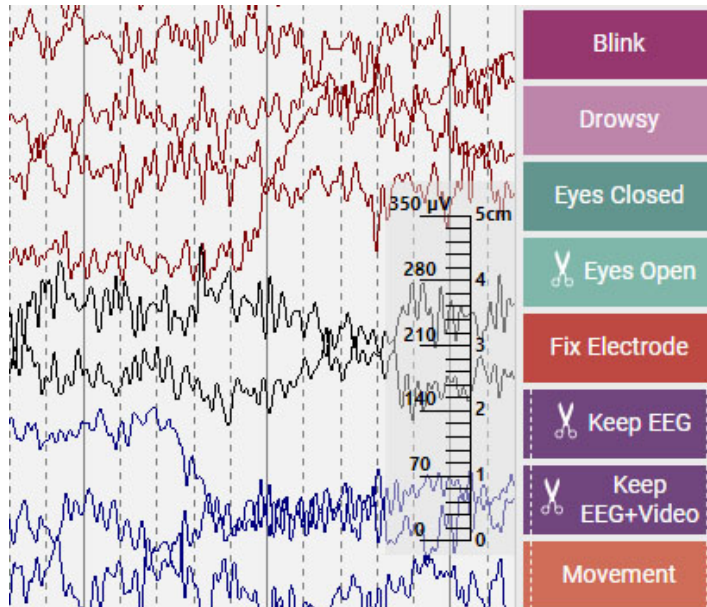 Blink
Drowsy
Eyes Closed
Eyes Open
Fix Electrode
Keep EEG
Keep
EEG+Video
Movement
350 µV
5cm
280
4
210
3
140
2
70
1
0
0